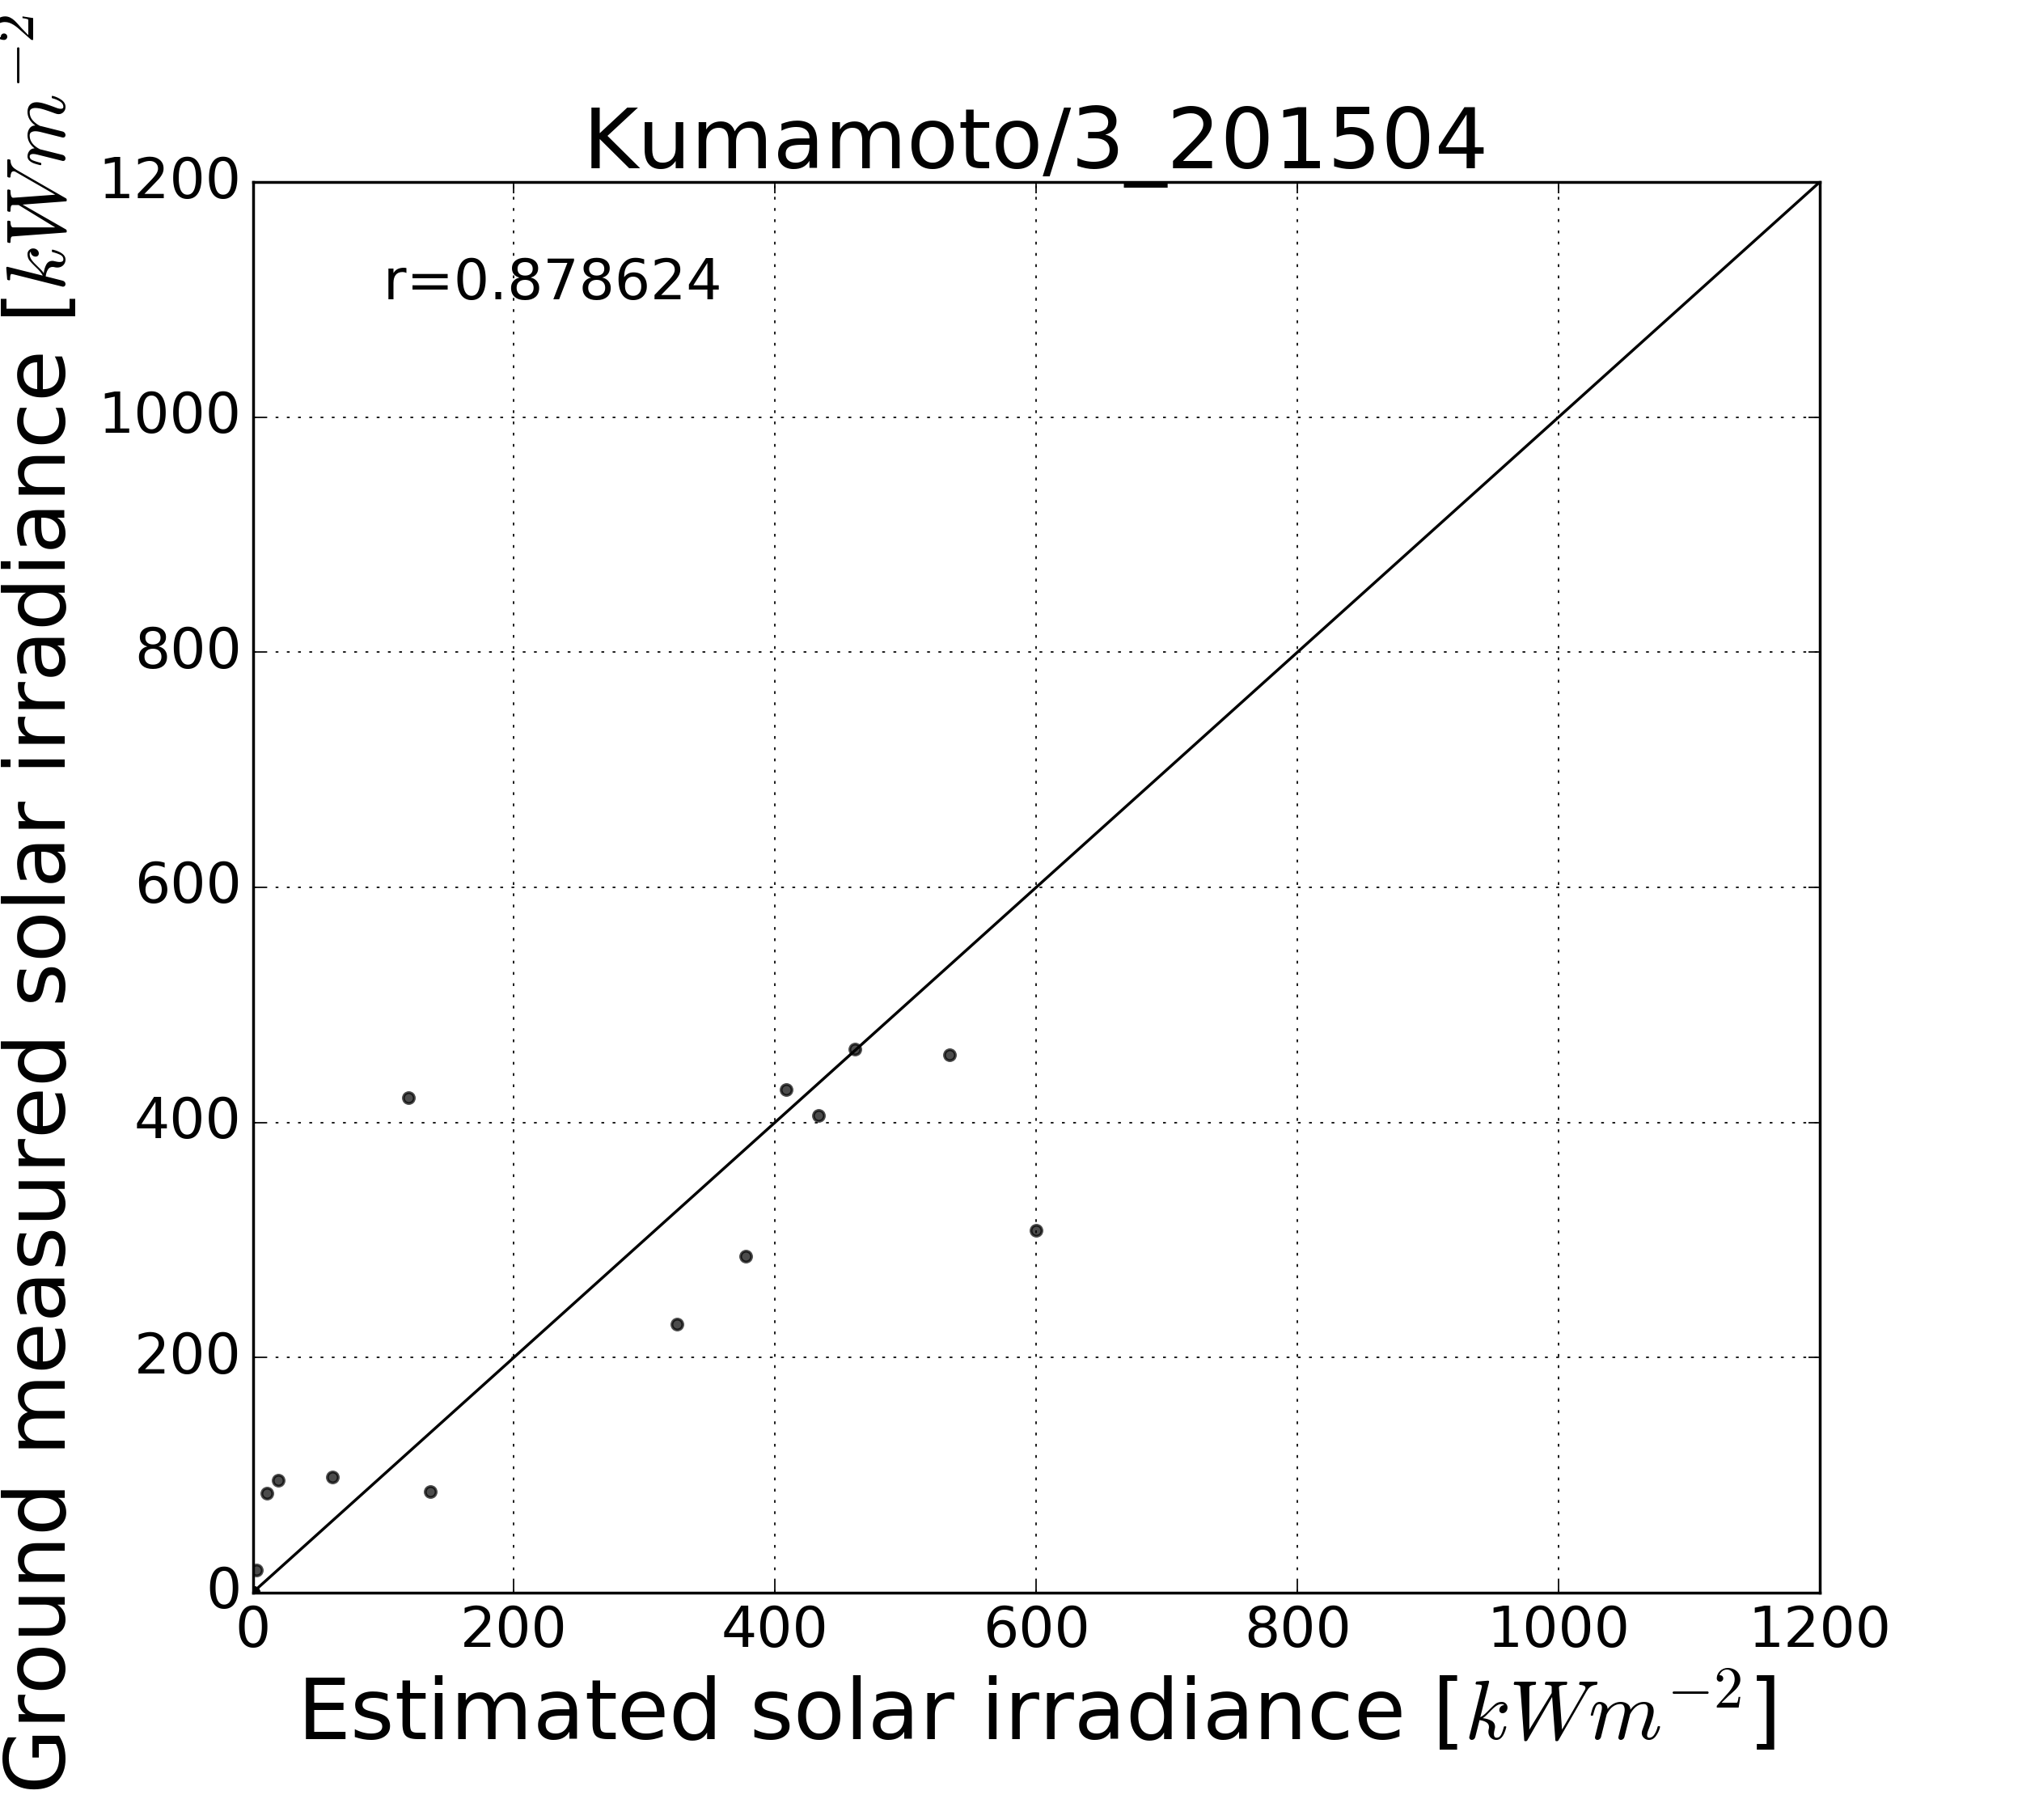 Kumamoto/3_201504
r=0.878624
Ground measured solar irradiance [kWm⁻²
1200
1000
800
600
400
200
0
0 200 400 600 800 1000 1200
Estimated solar irradiance [kWm⁻²]